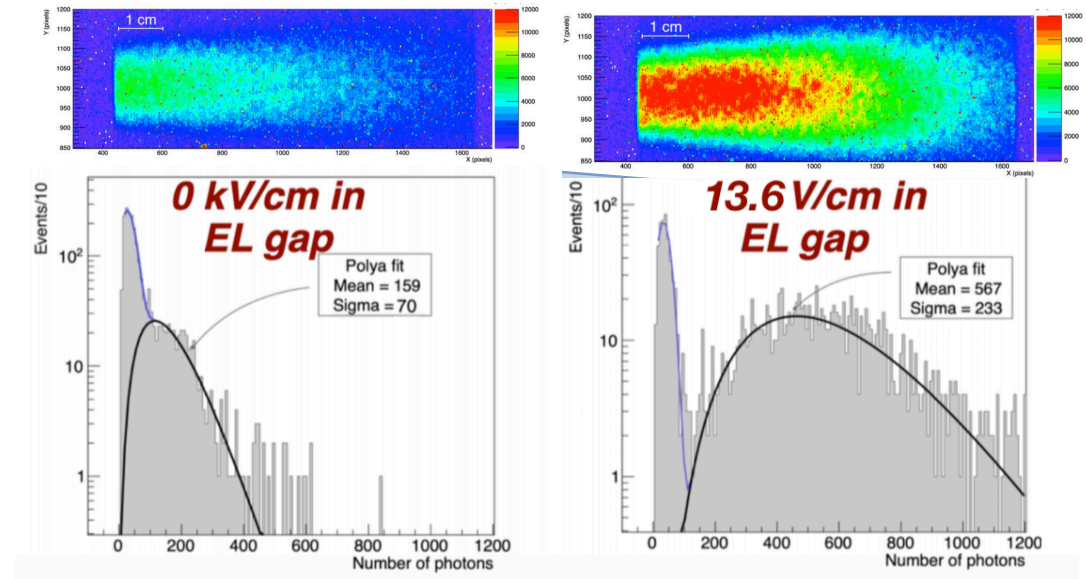 Y (pixels)
1200
1150
1100
1050
1000
950
900
850
1 cm
400
600
800
1000
1200
1400
1600
X (pixels)
12000
10000
8000
6000
4000
2000
0
Y (pixels)
1200
1150
1100
1050
1000
950
900
850
1 cm
400
600
800
1000
1200
1400
1600
X (pixels)
12000
10000
8000
6000
4000
2000
0
Events/10
10²
10
1
0 kV/cm in
EL gap
Polya fit
Mean = 159
Sigma = 70
0 200 400 600 800 1000 1200
Number of photons
Events/10
10²
10
1
13.6 V/cm in
EL gap
Polya fit
Mean = 567
Sigma = 233
0 200 400 600 800 1000 1200
Number of photons